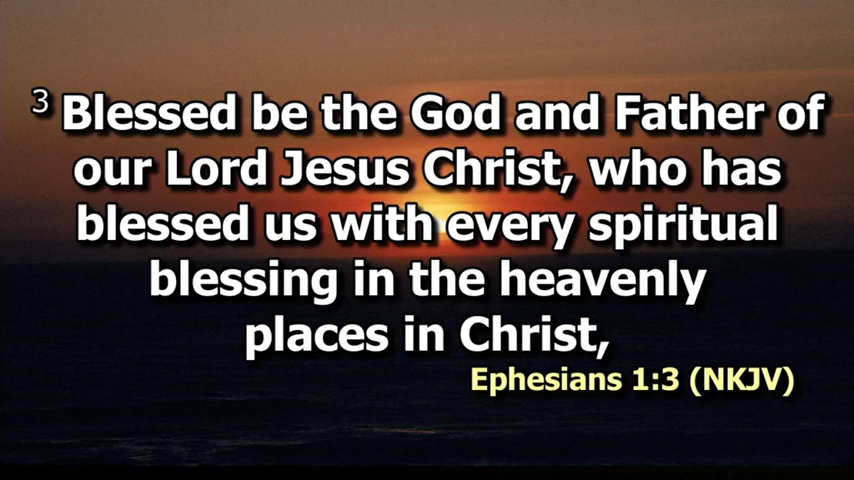 3 Blessed be the God and Father of
our Lord Jesus Christ, who has
blessed us with every spiritual
blessing in the heavenly
places in Christ,
Ephesians 1:3 (NKJV)